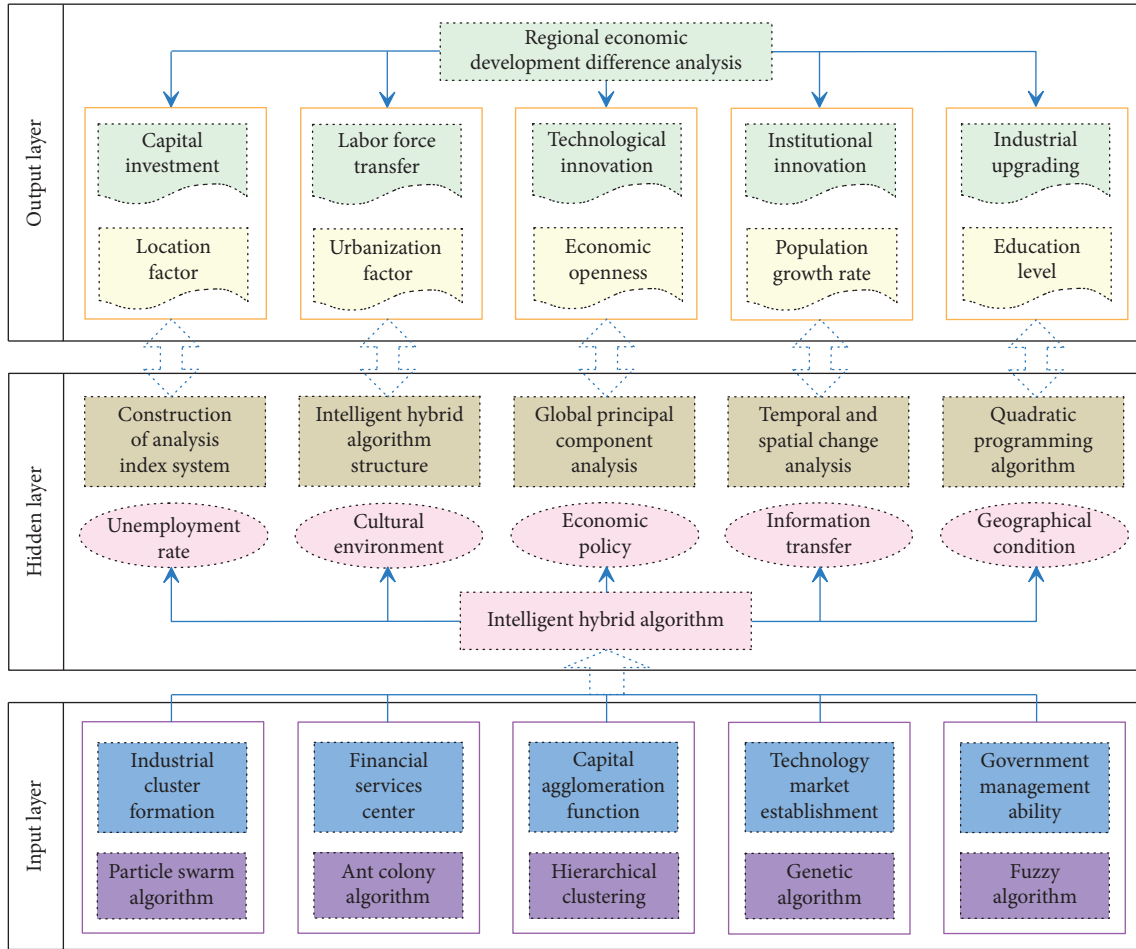 Output layer
Regional economic
development difference analysis
Capital
investment
Labor force
transfer
Technological
innovation
Institutional
innovation
Industrial
upgrading
Location
factor
Urbanization
factor
Economic
openness
Population
growth rate
Education
level
Hidden layer
Construction
of analysis
index system
Intelligent hybrid
algorithm
structure
Global principal
component
analysis
Temporal and
spatial change
analysis
Quadratic
programming
algorithm
Unemployment
rate
Cultural
environment
Economic
policy
Information
transfer
Geographical
condition
Intelligent hybrid algorithm
Input layer
Industrial
cluster
formation
Financial
services
center
Capital
agglomeration
function
Technology
market
establishment
Government
management
ability
Particle swarm
algorithm
Ant colony
algorithm
Hierarchical
clustering
Genetic
algorithm
Fuzzy
algorithm